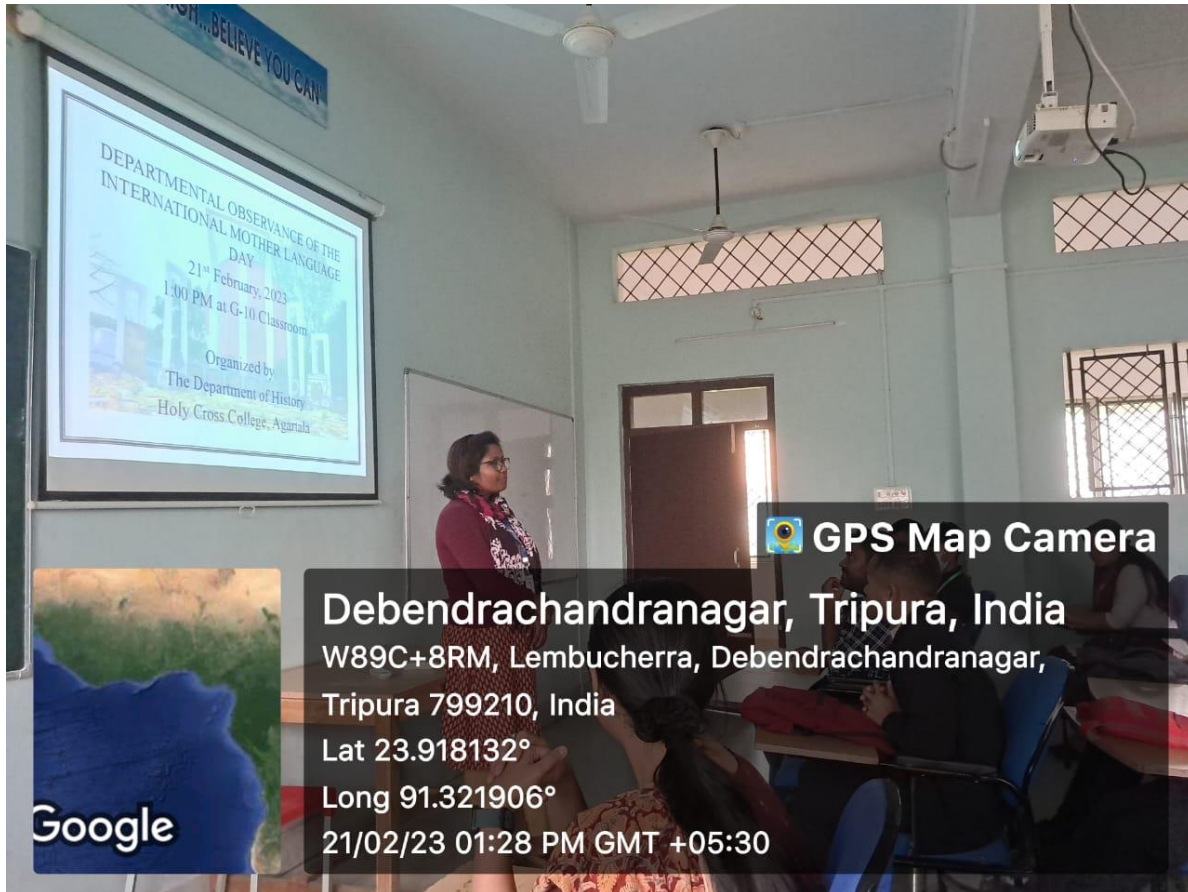 IGH...BELIEVE YOU CAN
DEPARTMENTAL OBSERVANCE OF THE
INTERNATIONAL MOTHER LANGUAGE
DAY
21st February, 2023
1:00 PM at G-10 Classroom
Organized by
The Department of History
Holy Cross College, Agartala
GPS Map Camera
Debendrachandranagar, Tripura, India
W89C+8RM, Lembucherra, Debendrachandranagar,
Tripura 799210, India
Lat 23.918132°
Long 91.321906°
21/02/23 01:28 PM GMT +05:30
Google